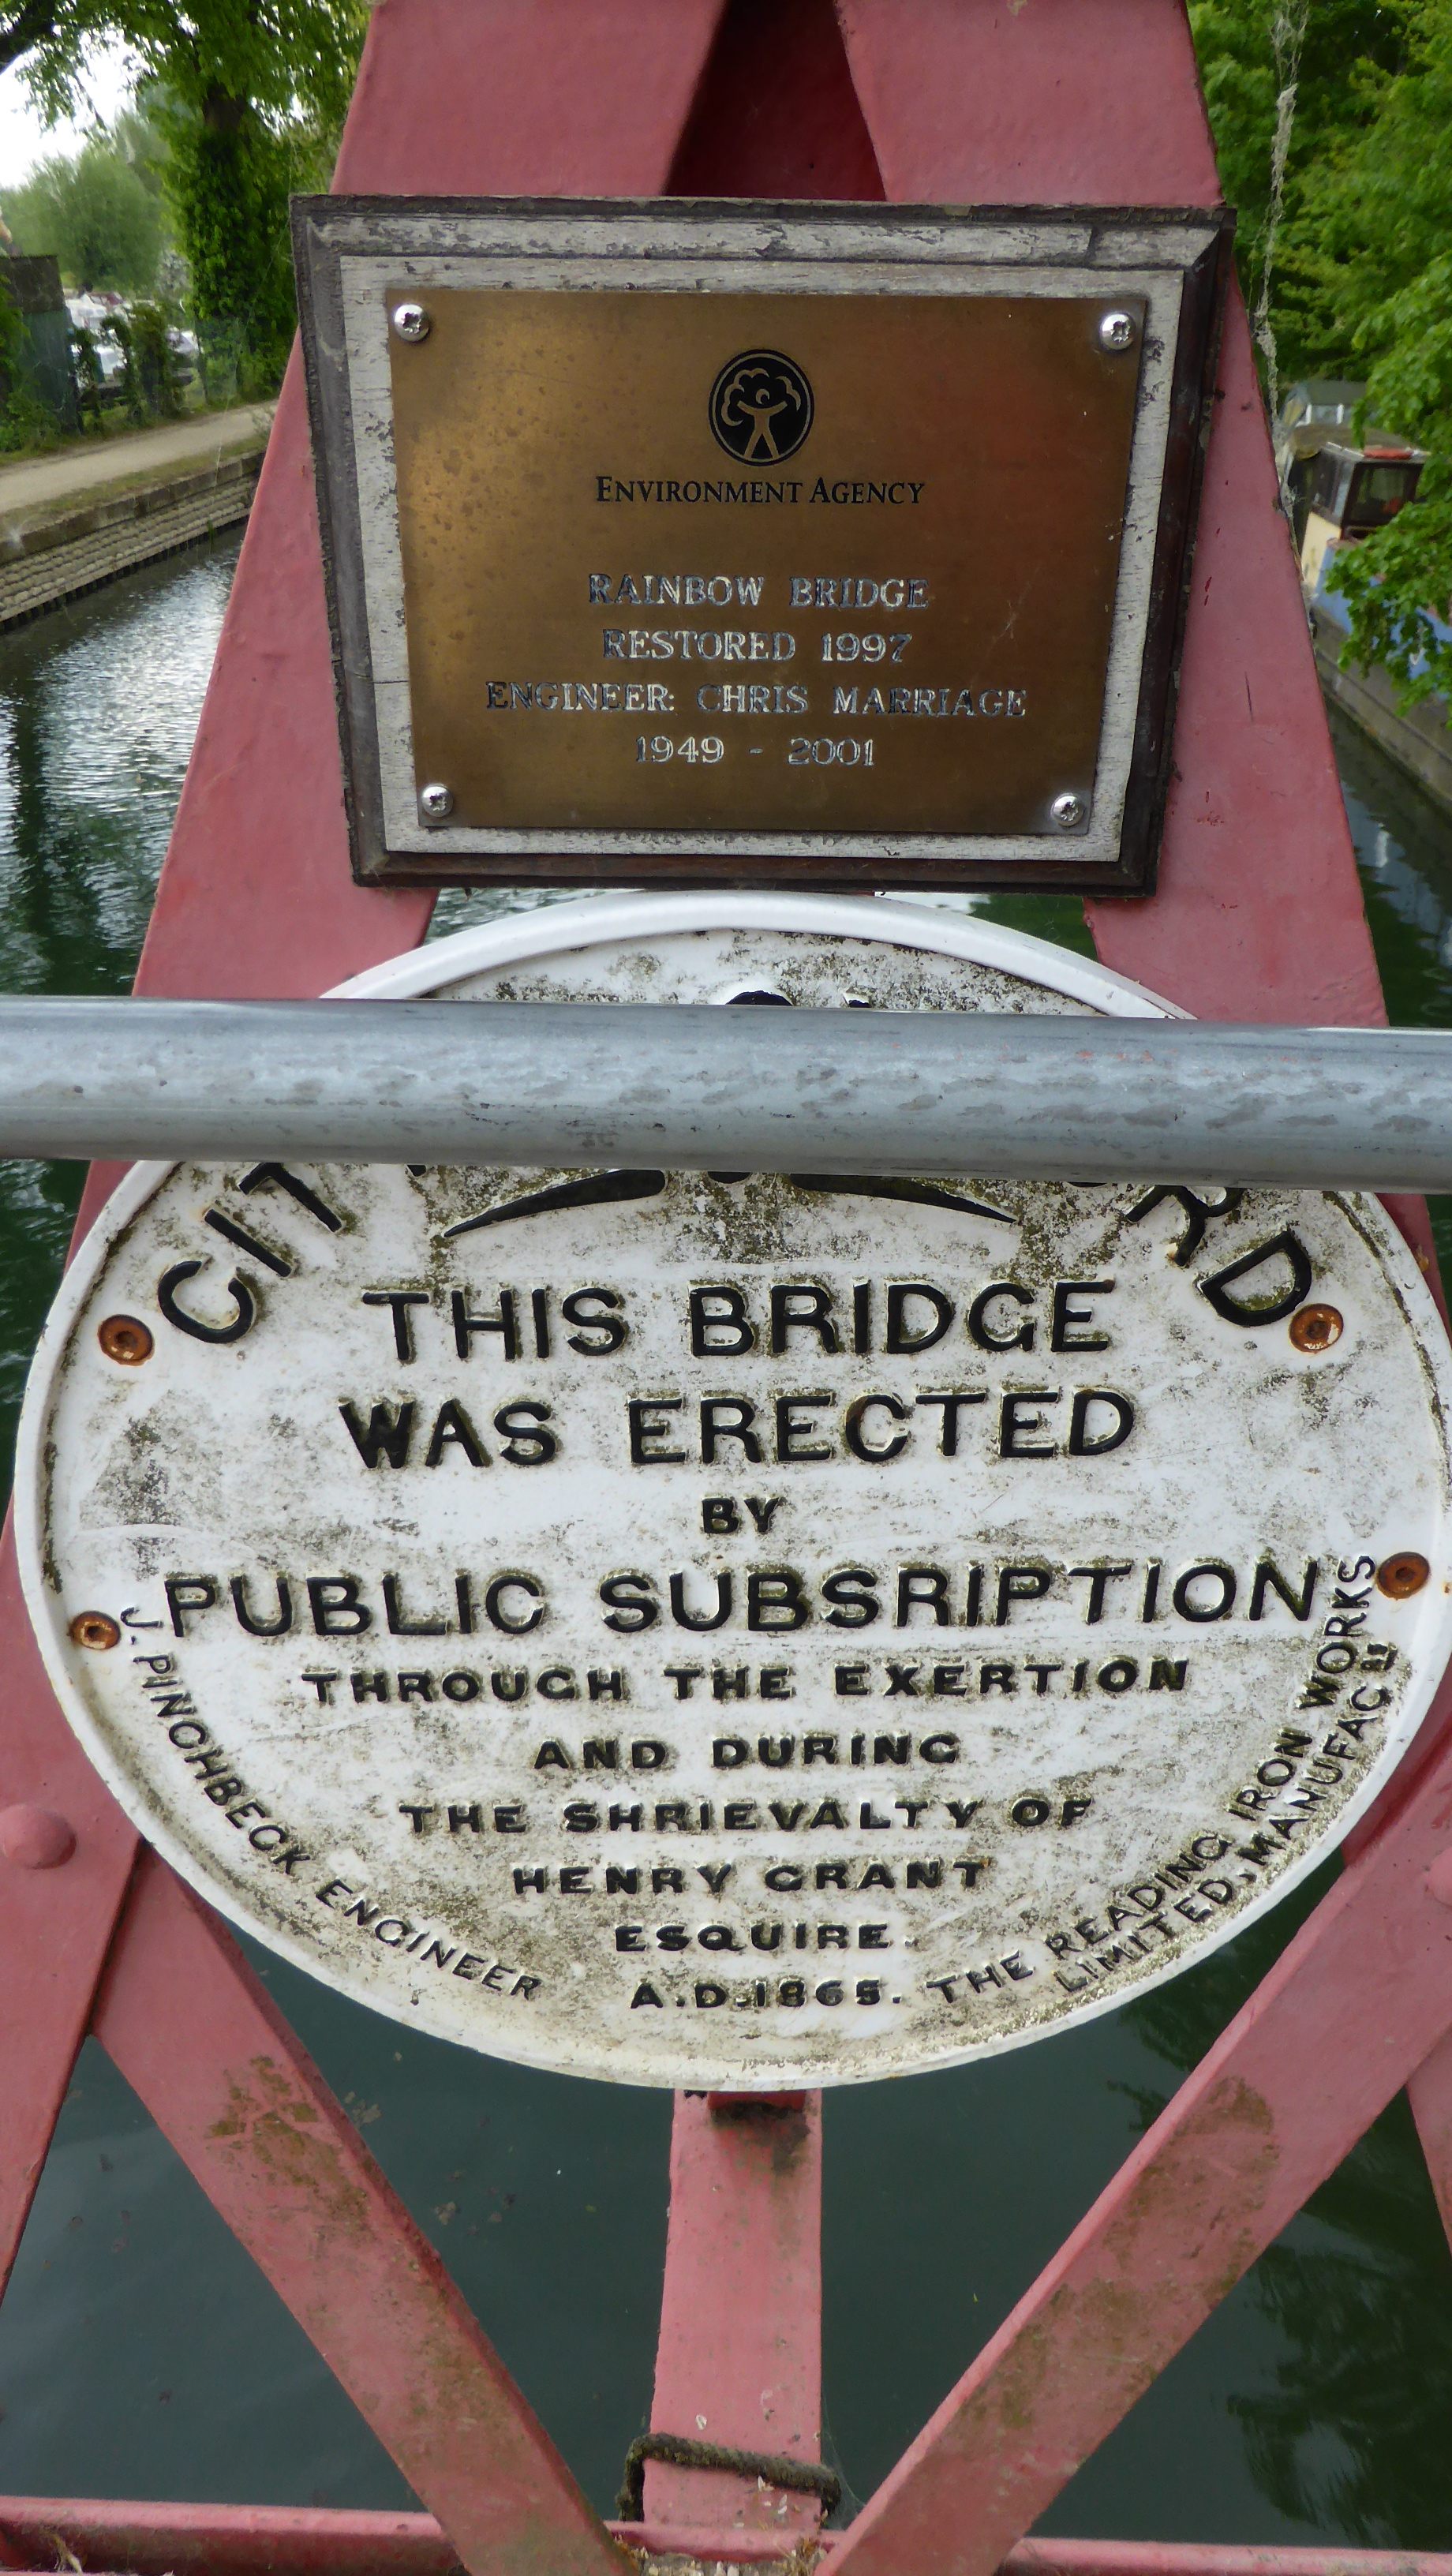 ENVIRONMENT AGENCY
RAINBOW BRIDGE
RESTORED 1997
ENGINEER: CHRIS MARRIAGE
1949 - 2001
THIS BRIDGE
WAS ERECTED
BY
PUBLIC SUBSRIPTION
THROUGH THE EXERTION
AND DURING
THE SHRIEVALTY OF
HENRY GRANT
ESQUIRE.
A.D.1865.
J. PINCHBECK ENGINEER
THE READING IRON WORKS
LIMITED, MANUFACRS